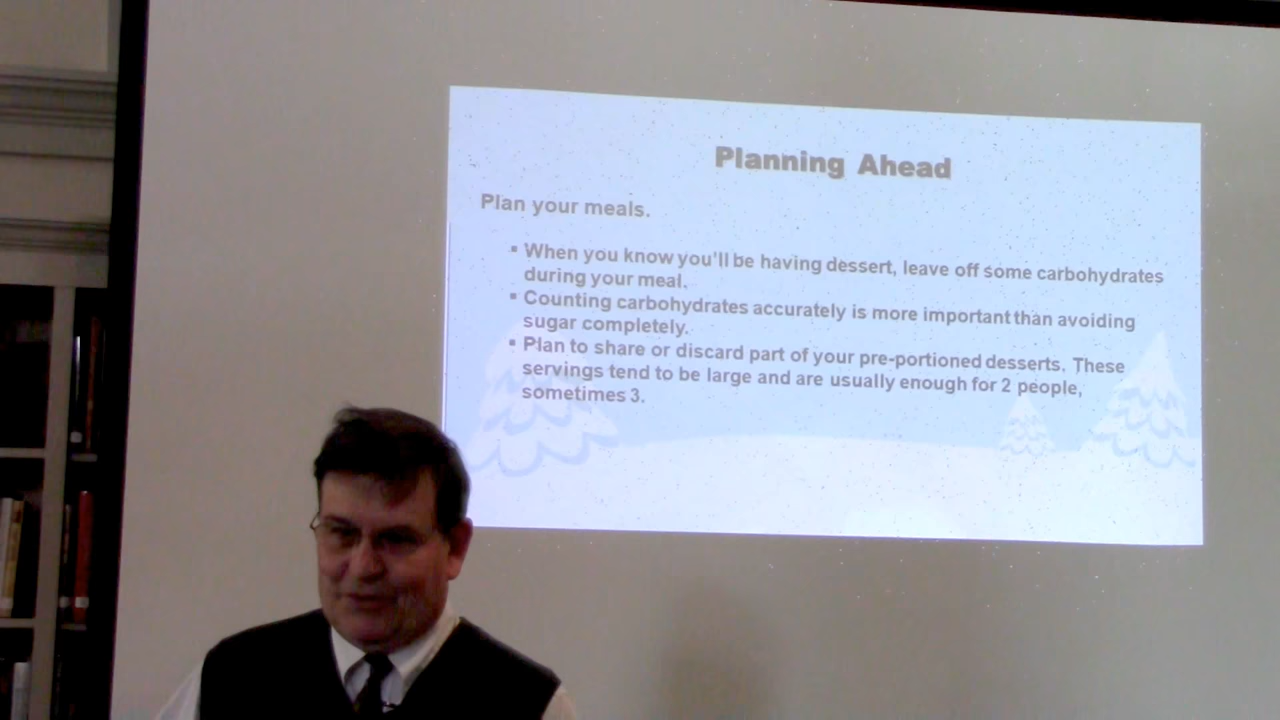 Planning Ahead
Plan your meals.
▪ When you know you'll be having dessert, leave off some carbohydrates
during your meal.
▪ Counting carbohydrates accurately is more important than avoiding
sugar completely.
▪ Plan to share or discard part of your pre-portioned desserts. These
servings tend to be large and are usually enough for 2 people,
sometimes 3.